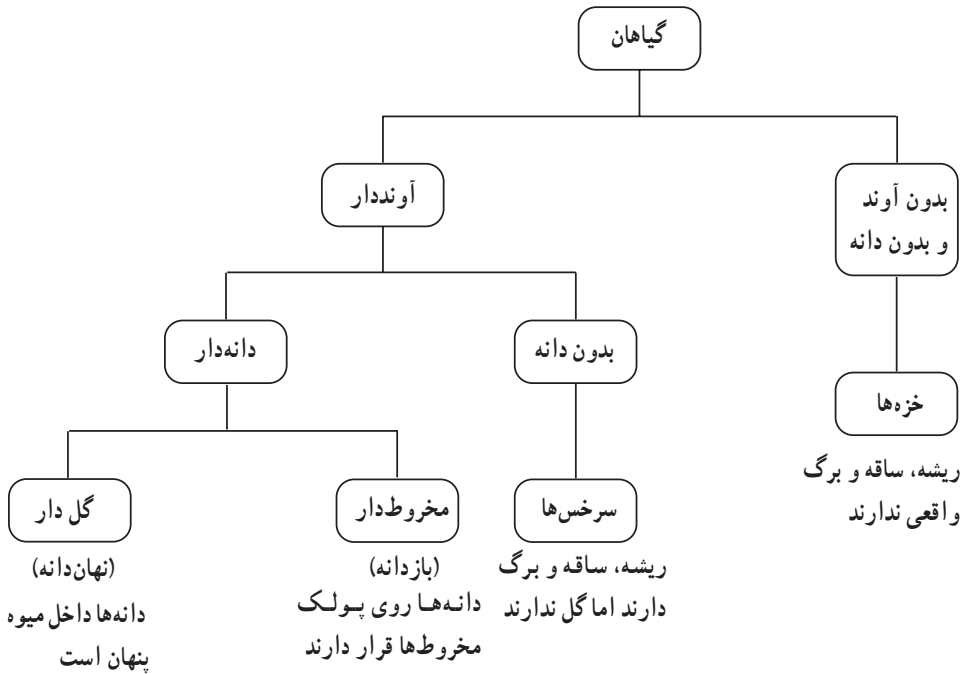 گیاهان
بدون آوند
و بدون دانه
آونددار
خزه‌ها
ریشه، ساقه و برگ
واقعی ندارند
بدون دانه
دانه‌دار
سرخس‌ها
ریشه، ساقه و برگ
دارند اما گل ندارند
مخروط‌دار
(بازدانه)
دانه‌ها روی پولک
مخروط‌ها قرار دارند
گل دار
(نهان‌دانه)
دانه‌ها داخل میوه
پنهان است